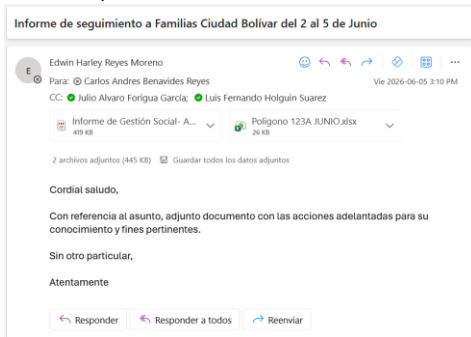 Informe de seguimiento a Familias Ciudad Bolívar del 2 al 5 de Junio
E
Edwin Harley Reyes Moreno
Para: Carlos Andres Benavides Reyes
Vie 2026-06-05 3:10 PM
CC: Julio Alvaro Forigua García; Luis Fernando Holguin Suarez
Informe de Gestión Social- A...
419 KB
Poligono 123A JUNIO.xlsx
26 KB
2 archivos adjuntos (445 KB) Guardar todos los datos adjuntos
Cordial saludo,
Con referencia al asunto, adjunto documento con las acciones adelantadas para su
conocimiento y fines pertinentes.
Sin otro particular,
Atentamente
Responder Responder a todos Reenviar